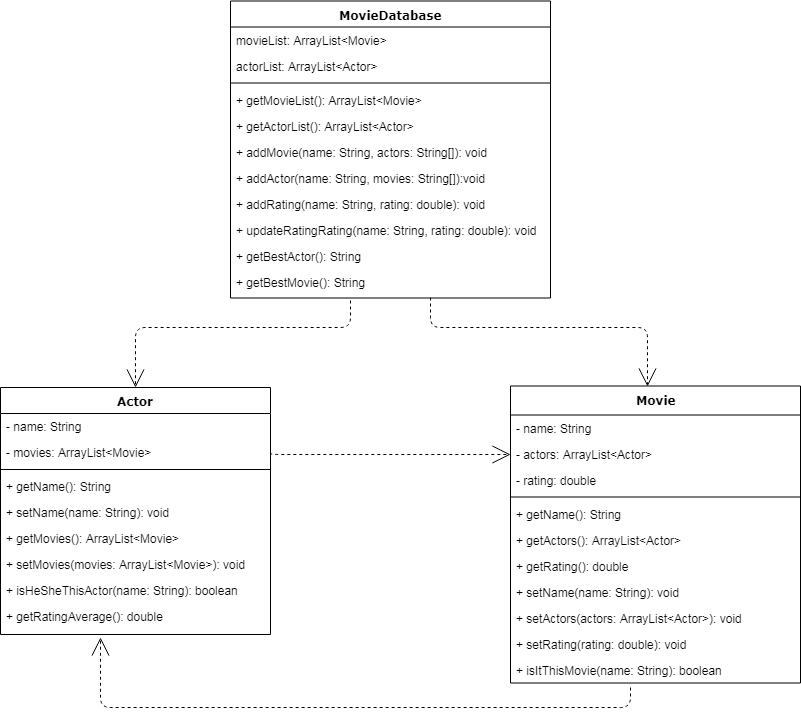 MovieDatabase
movieList: ArrayList<Movie>
actorList: ArrayList<Actor>
+ getMovieList(): ArrayList<Movie>
+ getActorList(): ArrayList<Actor>
+ addMovie(name: String, actors: String[]): void
+ addActor(name: String, movies: String[]):void
+ addRating(name: String, rating: double): void
+ updateRatingRating(name: String, rating: double): void
+ getBestActor(): String
+ getBestMovie(): String
Actor
- name: String
- movies: ArrayList<Movie>
+ getName(): String
+ setName(name: String): void
+ getMovies(): ArrayList<Movie>
+ setMovies(movies: ArrayList<Movie>): void
+ isHeSheThisActor(name: String): boolean
+ getRatingAverage(): double
Movie
- name: String
- actors: ArrayList<Actor>
- rating: double
+ getName(): String
+ getActors(): ArrayList<Actor>
+ getRating(): double
+ setName(name: String): void
+ setActors(actors: ArrayList<Actor>): void
+ setRating(rating: double): void
+ isItThisMovie(name: String): boolean